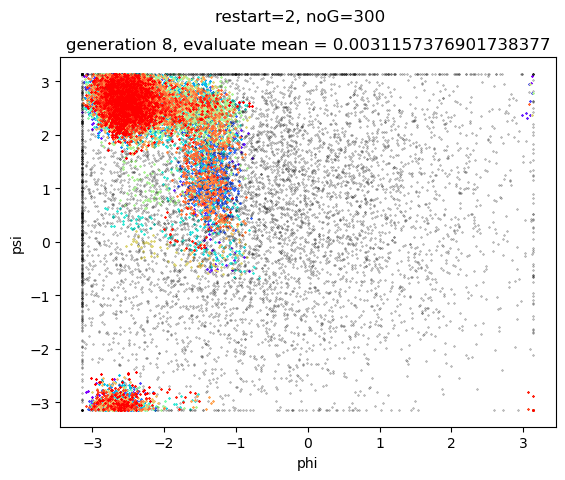 restart=2, noG=300
generation 8, evaluate mean = 0.0031157376901738377
3
2
1
0
−1
−2
−3
psi
−3 −2 −1 0 1 2 3
phi